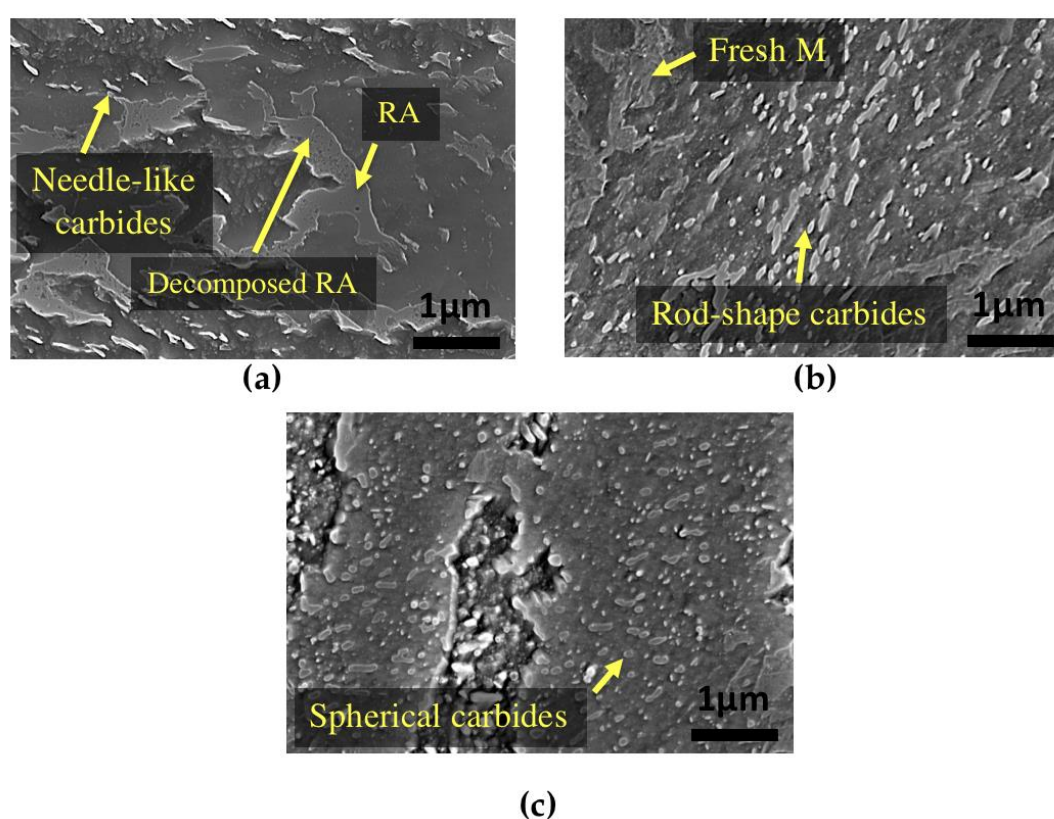 RA
Needle-like
carbides
Decomposed RA
1µm
(a)
Fresh M
Rod-shape carbides
1µm
(b)
Spherical carbides
1µm
(c)